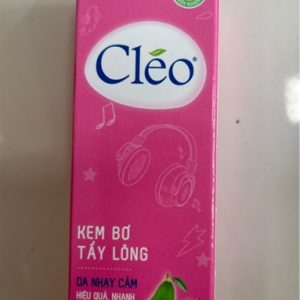 Cléo®
KEM BƠ
TẨY LÔNG
DA NHẠY CẢM
HIỆU QUẢ, NHANH